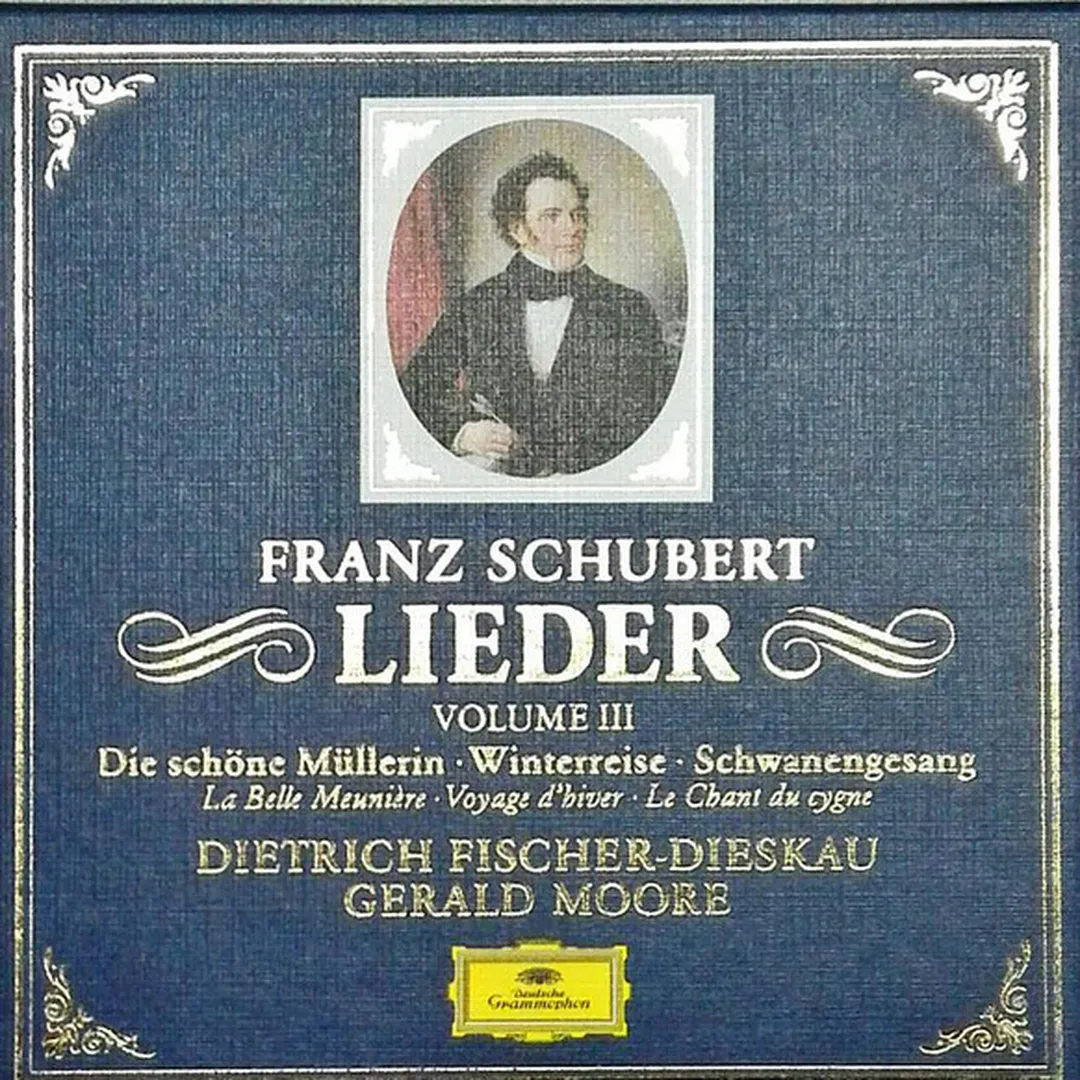 FRANZ SCHUBERT
LIEDER
VOLUME III
Die schöne Müllerin · Winterreise · Schwanengesang
La Belle Meunière · Voyage d'hiver · Le Chant du cygne
DIETRICH FISCHER-DIESKAU
GERALD MOORE
Deutsche
Grammophon